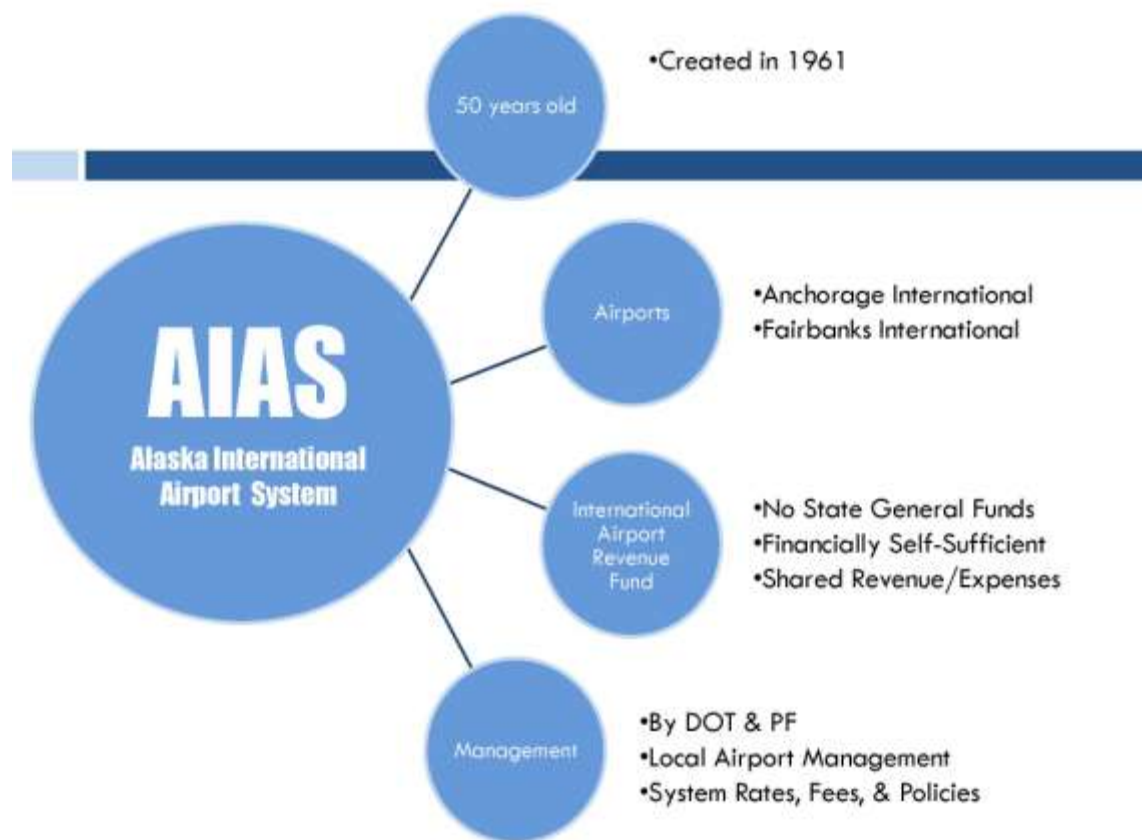 50 years old
•Created in 1961
AIAS
Alaska International
Airport System
Airports
•Anchorage International
•Fairbanks International
International
Airport
Revenue
Fund
•No State General Funds
•Financially Self-Sufficient
•Shared Revenue/Expenses
Management
•By DOT & PF
•Local Airport Management
•System Rates, Fees, & Policies